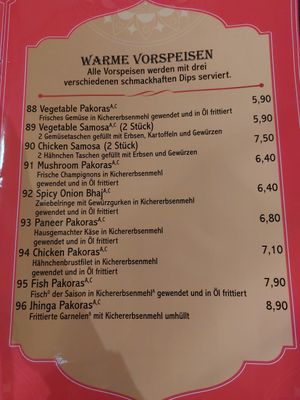 WARME VORSPEISEN
Alle Vorspeisen werden mit drei
verschiedenen schmackhaften Dips serviert.
88 Vegetable Pakoras A,C 5,90
Frisches Gemüse in Kichererbsenmehl gewendet und in Öl frittiert
89 Vegetable Samosa A,C (2 Stück) 5,90
2 Gemüsetaschen gefüllt mit Erbsen, Kartoffeln und Gewürzen
90 Chicken Samosa (2 Stück) 7,50
2 Hähnchen Taschen gefüllt mit Erbsen und Gewürzen
91 Mushroom Pakoras A,C 6,40
Frische Champignons in Kichererbsenmehl
gewendet und in Öl frittiert
92 Spicy Onion Bhaj A,C 6,40
Zwiebelringe mit Gewürzgurken in Kichererbsenmehl
gewendet und in Öl frittiert
93 Paneer Pakoras A,C 6,80
Hausgemachter Käse in Kichererbsenmehl
gewendet und in Öl frittiert
94 Chicken Pakoras A,C 7,10
Hähnchenbrustfilet in Kichererbsenmehl
gewendet und in Öl frittiert
95 Fish Pakoras A,C 7,90
Fisch der Saison in Kichererbsenmehl A gewendet und in Öl frittiert
96 Jhinga Pakoras A,C 8,90
Frittierte Garnelen mit Kichererbsenmehl umhüllt